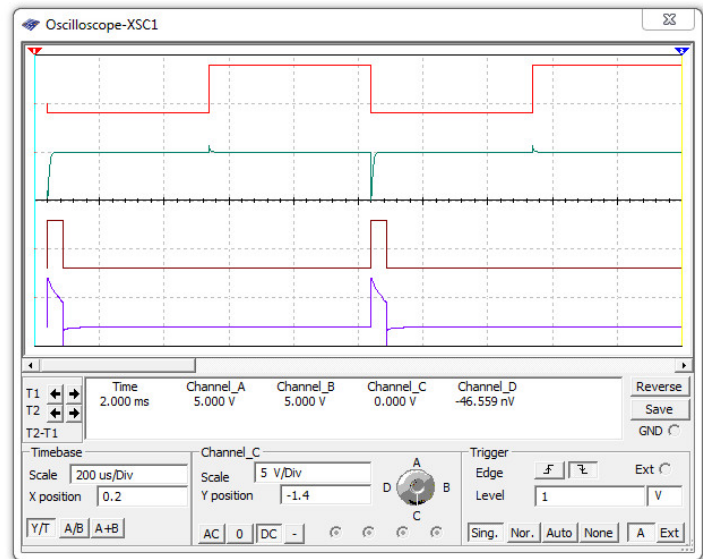 Oscilloscope-XSC1
1
2
Time Channel_A Channel_B Channel_C Channel_D
2.000 ms 5.000 V 5.000 V 0.000 V -46.559 nV
T1
T2
T2-T1
Reverse
Save
GND
Timebase
Scale 200 us/Div
X position 0.2
Y/T A/B A+B
Channel_C
Scale 5 V/Div
Y position -1.4
AC 0 DC -
A
D B
C
Trigger
Edge Ext
Level 1 V
Sing. Nor. Auto None A Ext